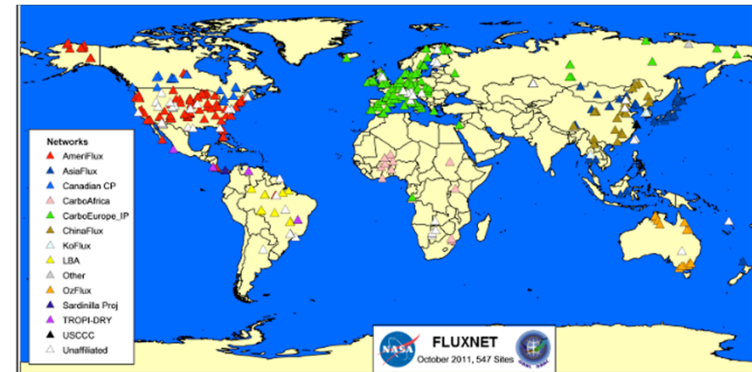 Networks
AmeriFlux
AsiaFlux
Canadian CP
CarboAfrica
CarboEurope_IP
ChinaFlux
KoFlux
LBA
Other
OzFlux
Sardinilla Proj
TROPI-DRY
USCCC
Unaffiliated
NASA
FLUXNET
October 2011, 547 Sites